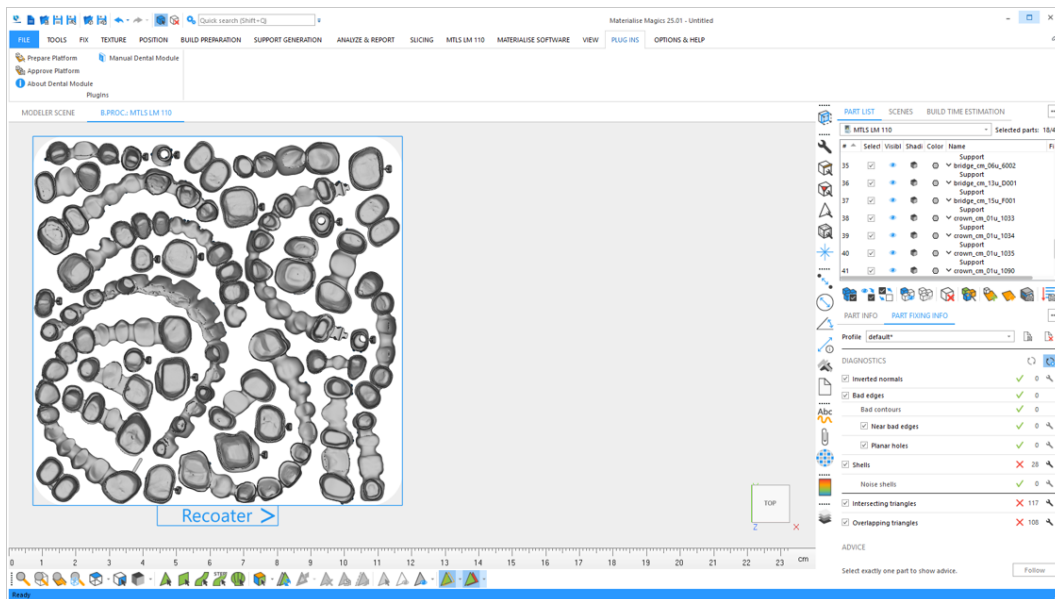 Quick search (Shift+Q)
Materialise Magics 25.01 - Untitled
FILE TOOLS FIX TEXTURE POSITION BUILD PREPARATION SUPPORT GENERATION ANALYZE & REPORT SLICING MTLS LM 110 MATERIALISE SOFTWARE VIEW PLUG INS OPTIONS & HELP
Prepare Platform Manual Dental Module
Approve Platform
About Dental Module
PlugIns
MODELER SCENE B.PROC.: MTLS LM 110
PART LIST SCENES BUILD TIME ESTIMATION
MTLS LM 110 Selected parts: 18/4
# Select Visibl Shadi Color Name Fi
Support
35 bridge_cm_06u_6002
Support
36 bridge_cm_13u_D001
Support
37 bridge_cm_15u_F001
Support
38 crown_cm_01u_1033
Support
39 crown_cm_01u_1034
Support
40 crown_cm_01u_1035
Support
41 crown_cm_01u_1090
PART INFO PART FIXING INFO
Profile default*
DIAGNOSTICS
Inverted normals 0
Bad edges 0
Bad contours 0
Near bad edges 0
Planar holes 0
Shells 28
Noise shells 0
Intersecting triangles 117
Overlapping triangles 108
ADVICE
Select exactly one part to show advice. Follow
Abc
TOP
Z X
Recoater >
0 1 2 3 4 5 6 7 8 9 10 11 12 13 14 15 16 17 18 19 20 21 22 23 cm
Ready